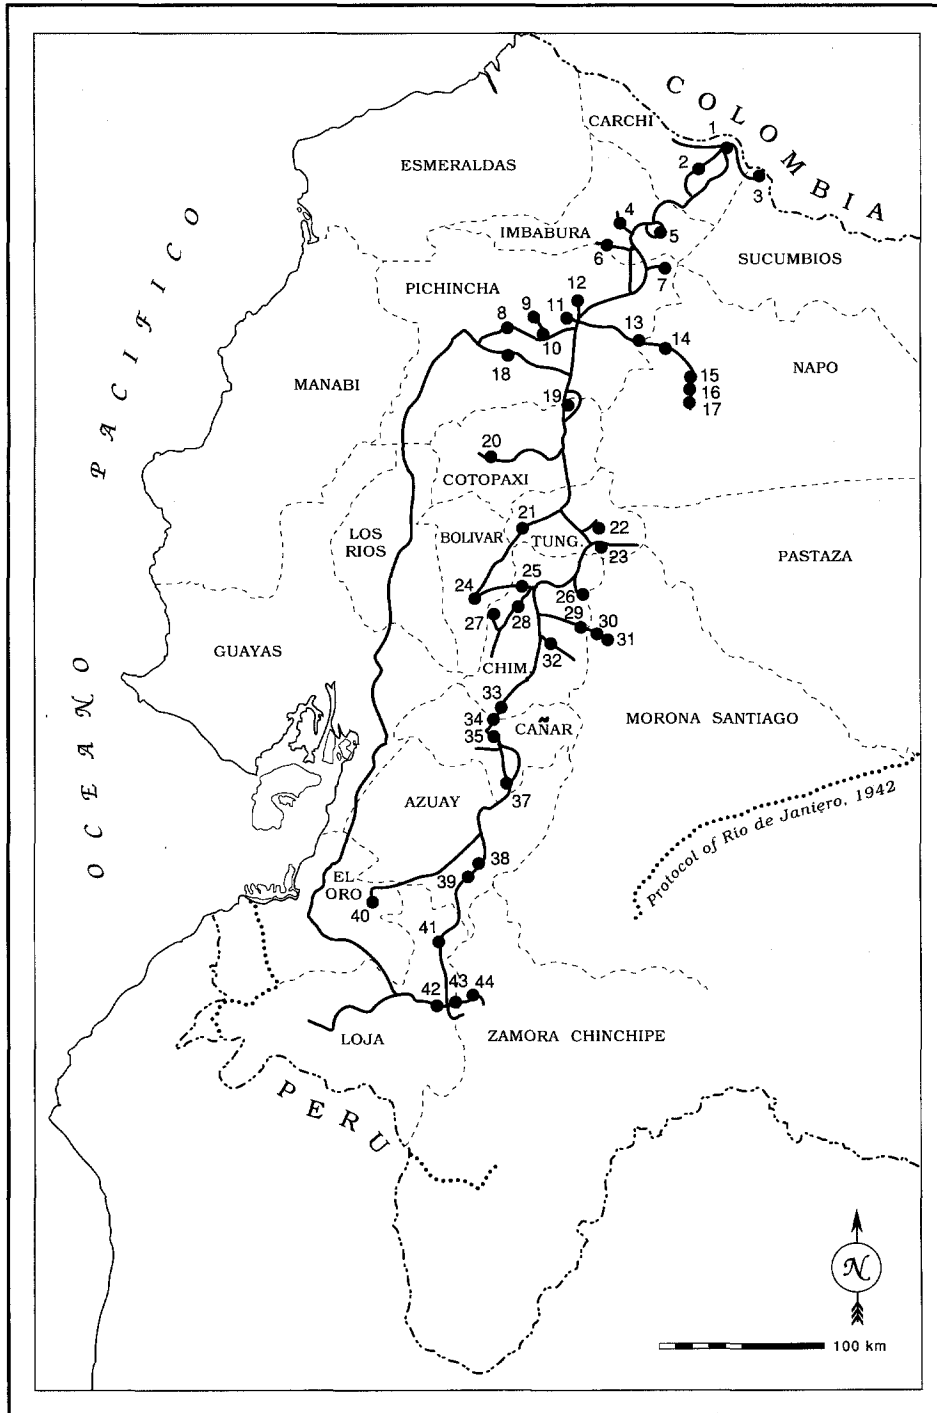 COLOMBIA
CARCHI
1
ESMERALDAS
2
3
4
IMBABURA
5
6
SUCUMBIOS
7
OCEANO PACIFICO
PICHINCHA
12
9
11
8
10
13
14
MANABI
18
15
NAPO
16
17
19
20
COTOPAXI
21
22
LOS
RIOS
BOLIVAR
TUNG.
23
PASTAZA
24
25
26
27
28
29
30
31
GUAYAS
32
CHIM.
33
34
CAÑAR
MORONA SANTIAGO
35
AZUAY
37
Protocol of Rio de Janiero, 1942
38
EL
ORO
39
40
41
42
43
44
LOJA
ZAMORA CHINCHIPE
PERU
N
100 km